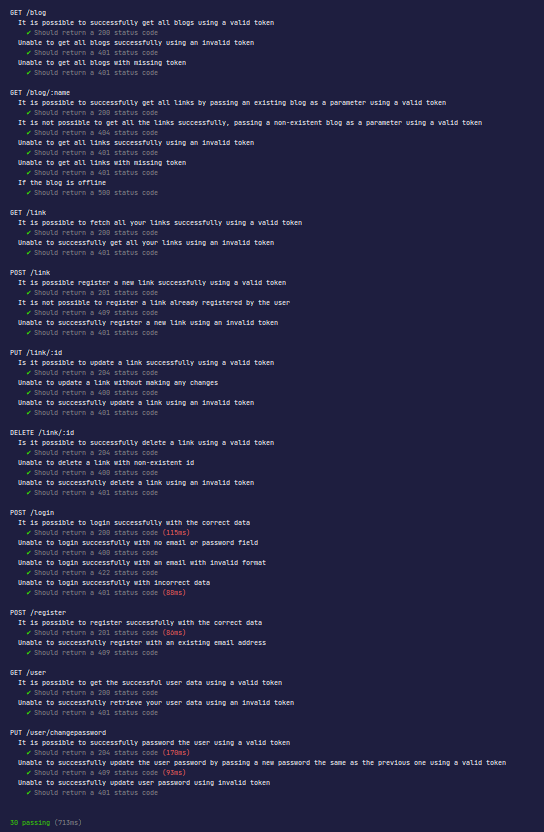 GET /blog
It is possible to successfully get all blogs using a valid token
✔ Should return a 200 status code
Unable to get all blogs successfully using an invalid token
✔ Should return a 401 status code
Unable to get all blogs with missing token
✔ Should return a 401 status code
GET /blog/:name
It is possible to successfully get all links by passing an existing blog as a parameter using a valid token
✔ Should return a 200 status code
It is not possible to get all the links successfully, passing a non-existent blog as a parameter using a valid token
✔ Should return a 404 status code
Unable to get all links successfully using an invalid token
✔ Should return a 401 status code
Unable to get all links with missing token
✔ Should return a 401 status code
If the blog is offline
✔ Should return a 500 status code
GET /link
It is possible to fetch all your links successfully using a valid token
✔ Should return a 200 status code
Unable to successfully get all your links using an invalid token
✔ Should return a 401 status code
POST /link
It is possible register a new link successfully using a valid token
✔ Should return a 201 status code
It is not possible to register a link already registered by the user
✔ Should return a 409 status code
Unable to successfully register a new link using an invalid token
✔ Should return a 401 status code
PUT /link/:id
Is it possible to update a link successfully using a valid token
✔ Should return a 204 status code
Unable to update a link without making any changes
✔ Should return a 400 status code
Unable to successfully update a link using an invalid token
✔ Should return a 401 status code
DELETE /link/:id
Is it possible to successfully delete a link using a valid token
✔ Should return a 204 status code
Unable to delete a link with non-existent id
✔ Should return a 400 status code
Unable to successfully delete a link using an invalid token
✔ Should return a 401 status code
POST /login
It is possible to login successfully with the correct data
✔ Should return a 200 status code (115ms)
Unable to login successfully with no email or password field
✔ Should return a 400 status code
Unable to login successfully with an email with invalid format
✔ Should return a 422 status code
Unable to login successfully with incorrect data
✔ Should return a 401 status code (88ms)
POST /register
It is possible to register successfully with the correct data
✔ Should return a 201 status code (86ms)
Unable to successfully register with an existing email address
✔ Should return a 409 status code
GET /user
It is possible to get the successful user data using a valid token
✔ Should return a 200 status code
Unable to successfully retrieve your user data using an invalid token
✔ Should return a 401 status code
PUT /user/changepassword
It is possible to successfully password the user using a valid token
✔ Should return a 204 status code (170ms)
Unable to successfully update the user password by passing a new password the same as the previous one using a valid token
✔ Should return a 409 status code (93ms)
Unable to successfully update user password using invalid token
✔ Should return a 401 status code
30 passing (713ms)